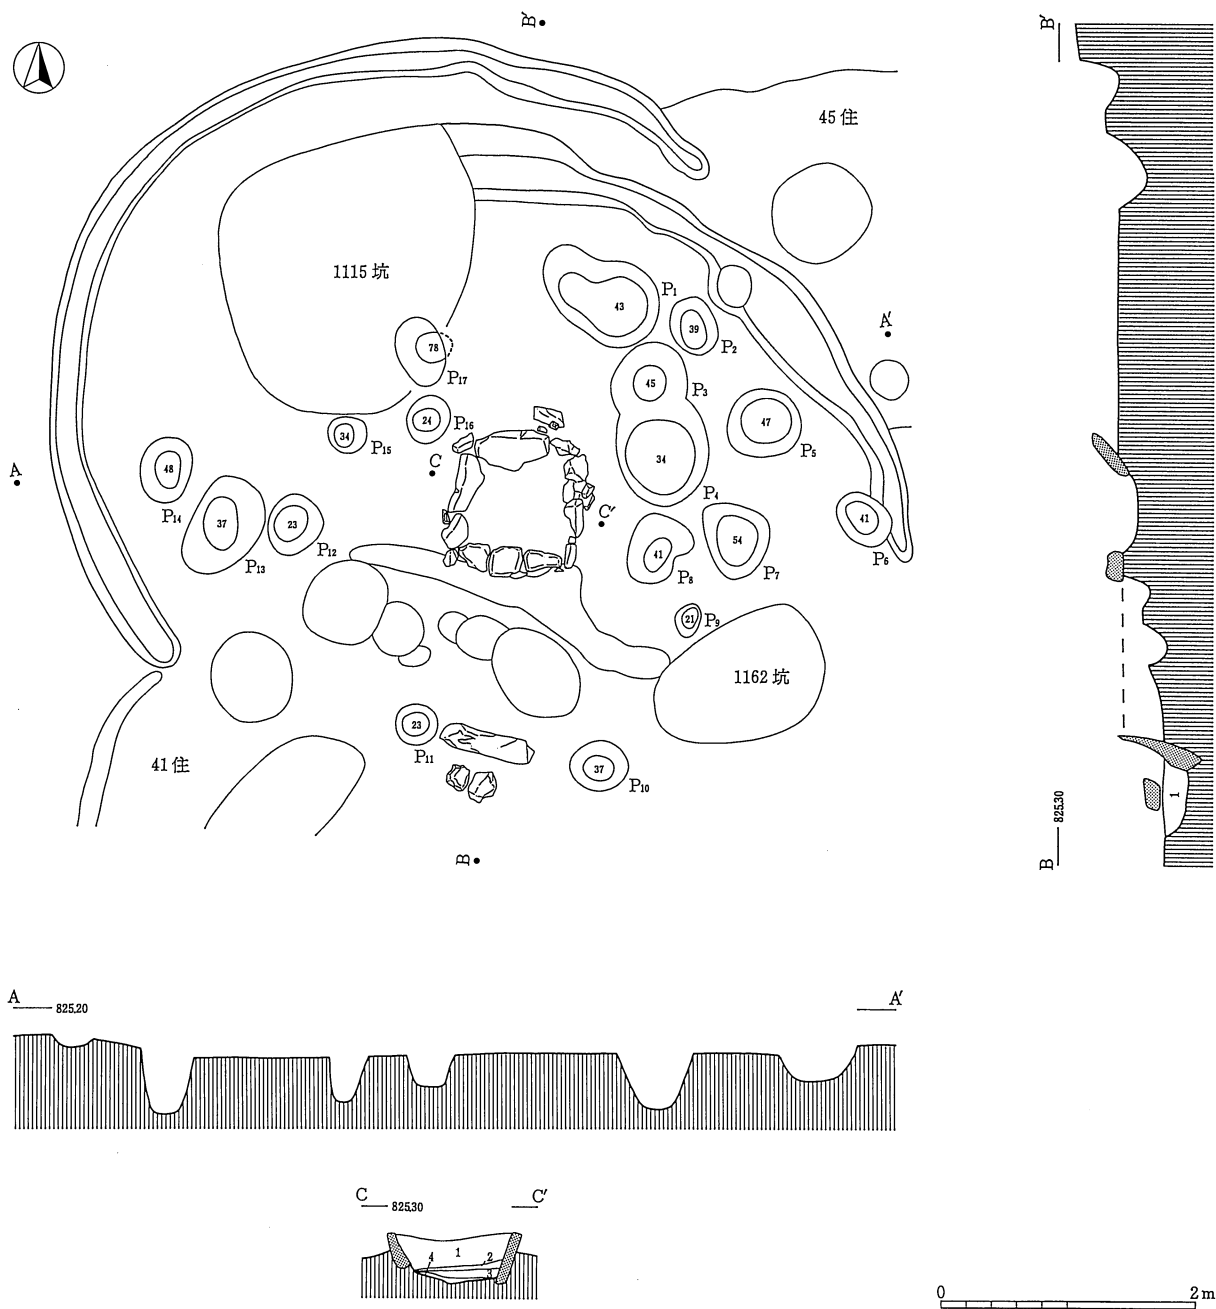 B′
B′
45住
1115坑
P1
43
A′
39
P2
78
45
P3
P17
24
P16
47
34
P15
P5
C
34
48
A
P4
C′
P14
37
23
41
P6
54
41
P12
P13
P8
P7
21
P9
1162坑
23
41住
P11
37
P10
1
825.30
B
B
A
825.20
A′
C
825.30
C′
1
2
4
3
0
2m